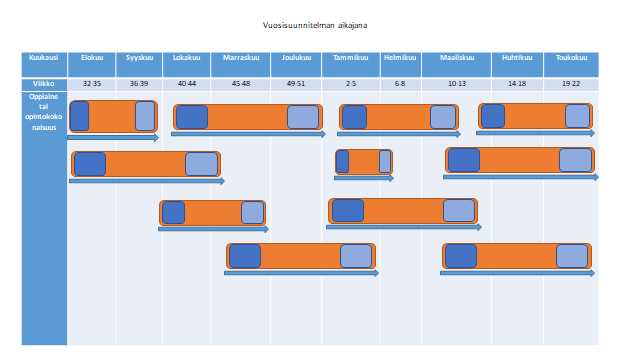 Vuosisuunnitelman aikajana
Kuukausi Elokuu Syyskuu Lokakuu Marraskuu Joulukuu Tammikuu Helmikuu Maaliskuu Huhtikuu Toukokuu
Viikko 32-35 36-39 40-44 45-48 49-51 2-5 6-8 10-13 14-18 19-22
Oppiaine
tai
opintokoko
naisuus